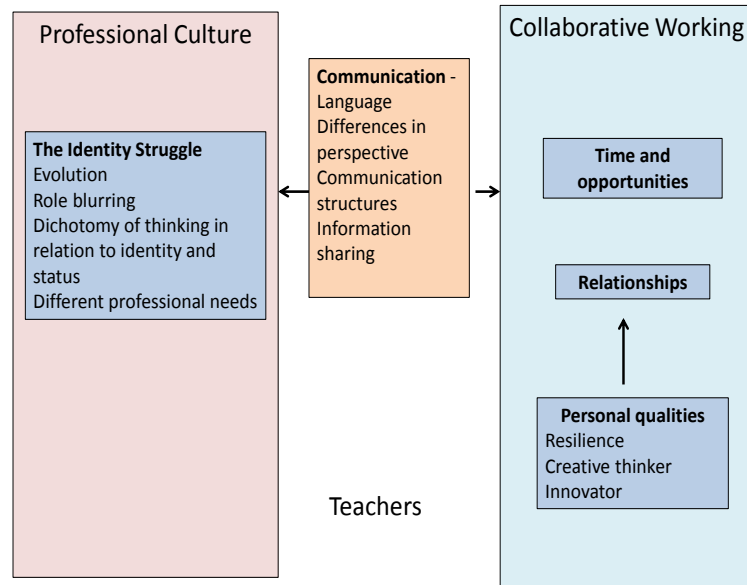 Professional Culture
The Identity Struggle
Evolution
Role blurring
Dichotomy of thinking in
relation to identity and
status
Different professional needs
Communication -
Language
Differences in
perspective
Communication
structures
Information
sharing
Teachers
Collaborative Working
Time and
opportunities
Relationships
Personal qualities
Resilience
Creative thinker
Innovator